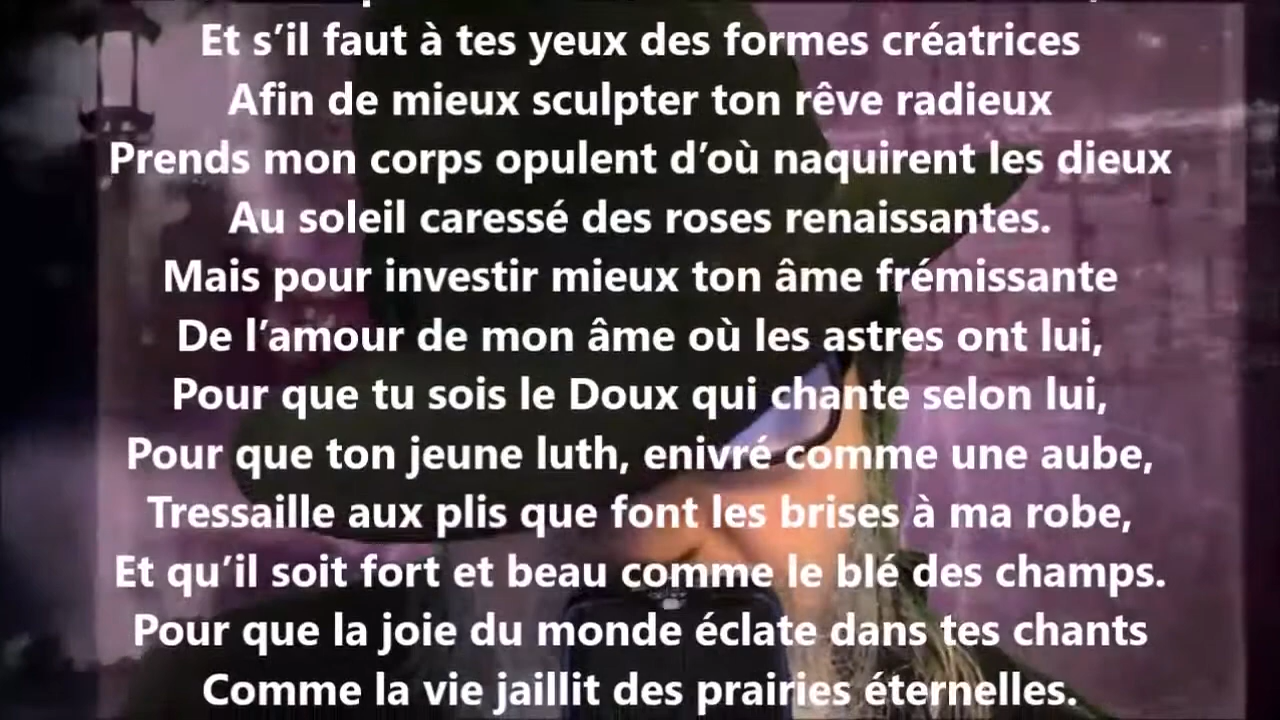 Et s’il faut à tes yeux des formes créatrices
Afin de mieux sculpter ton rêve radieux
Prends mon corps opulent d’où naquirent les dieux
Au soleil caressé des roses renaissantes.
Mais pour investir mieux ton âme frémissante
De l’amour de mon âme où les astres ont lui,
Pour que tu sois le Doux qui chante selon lui,
Pour que ton jeune luth, enivré comme une aube,
Tressaille aux plis que font les brises à ma robe,
Et qu’il soit fort et beau comme le blé des champs.
Pour que la joie du monde éclate dans tes chants
Comme la vie jaillit des prairies éternelles.